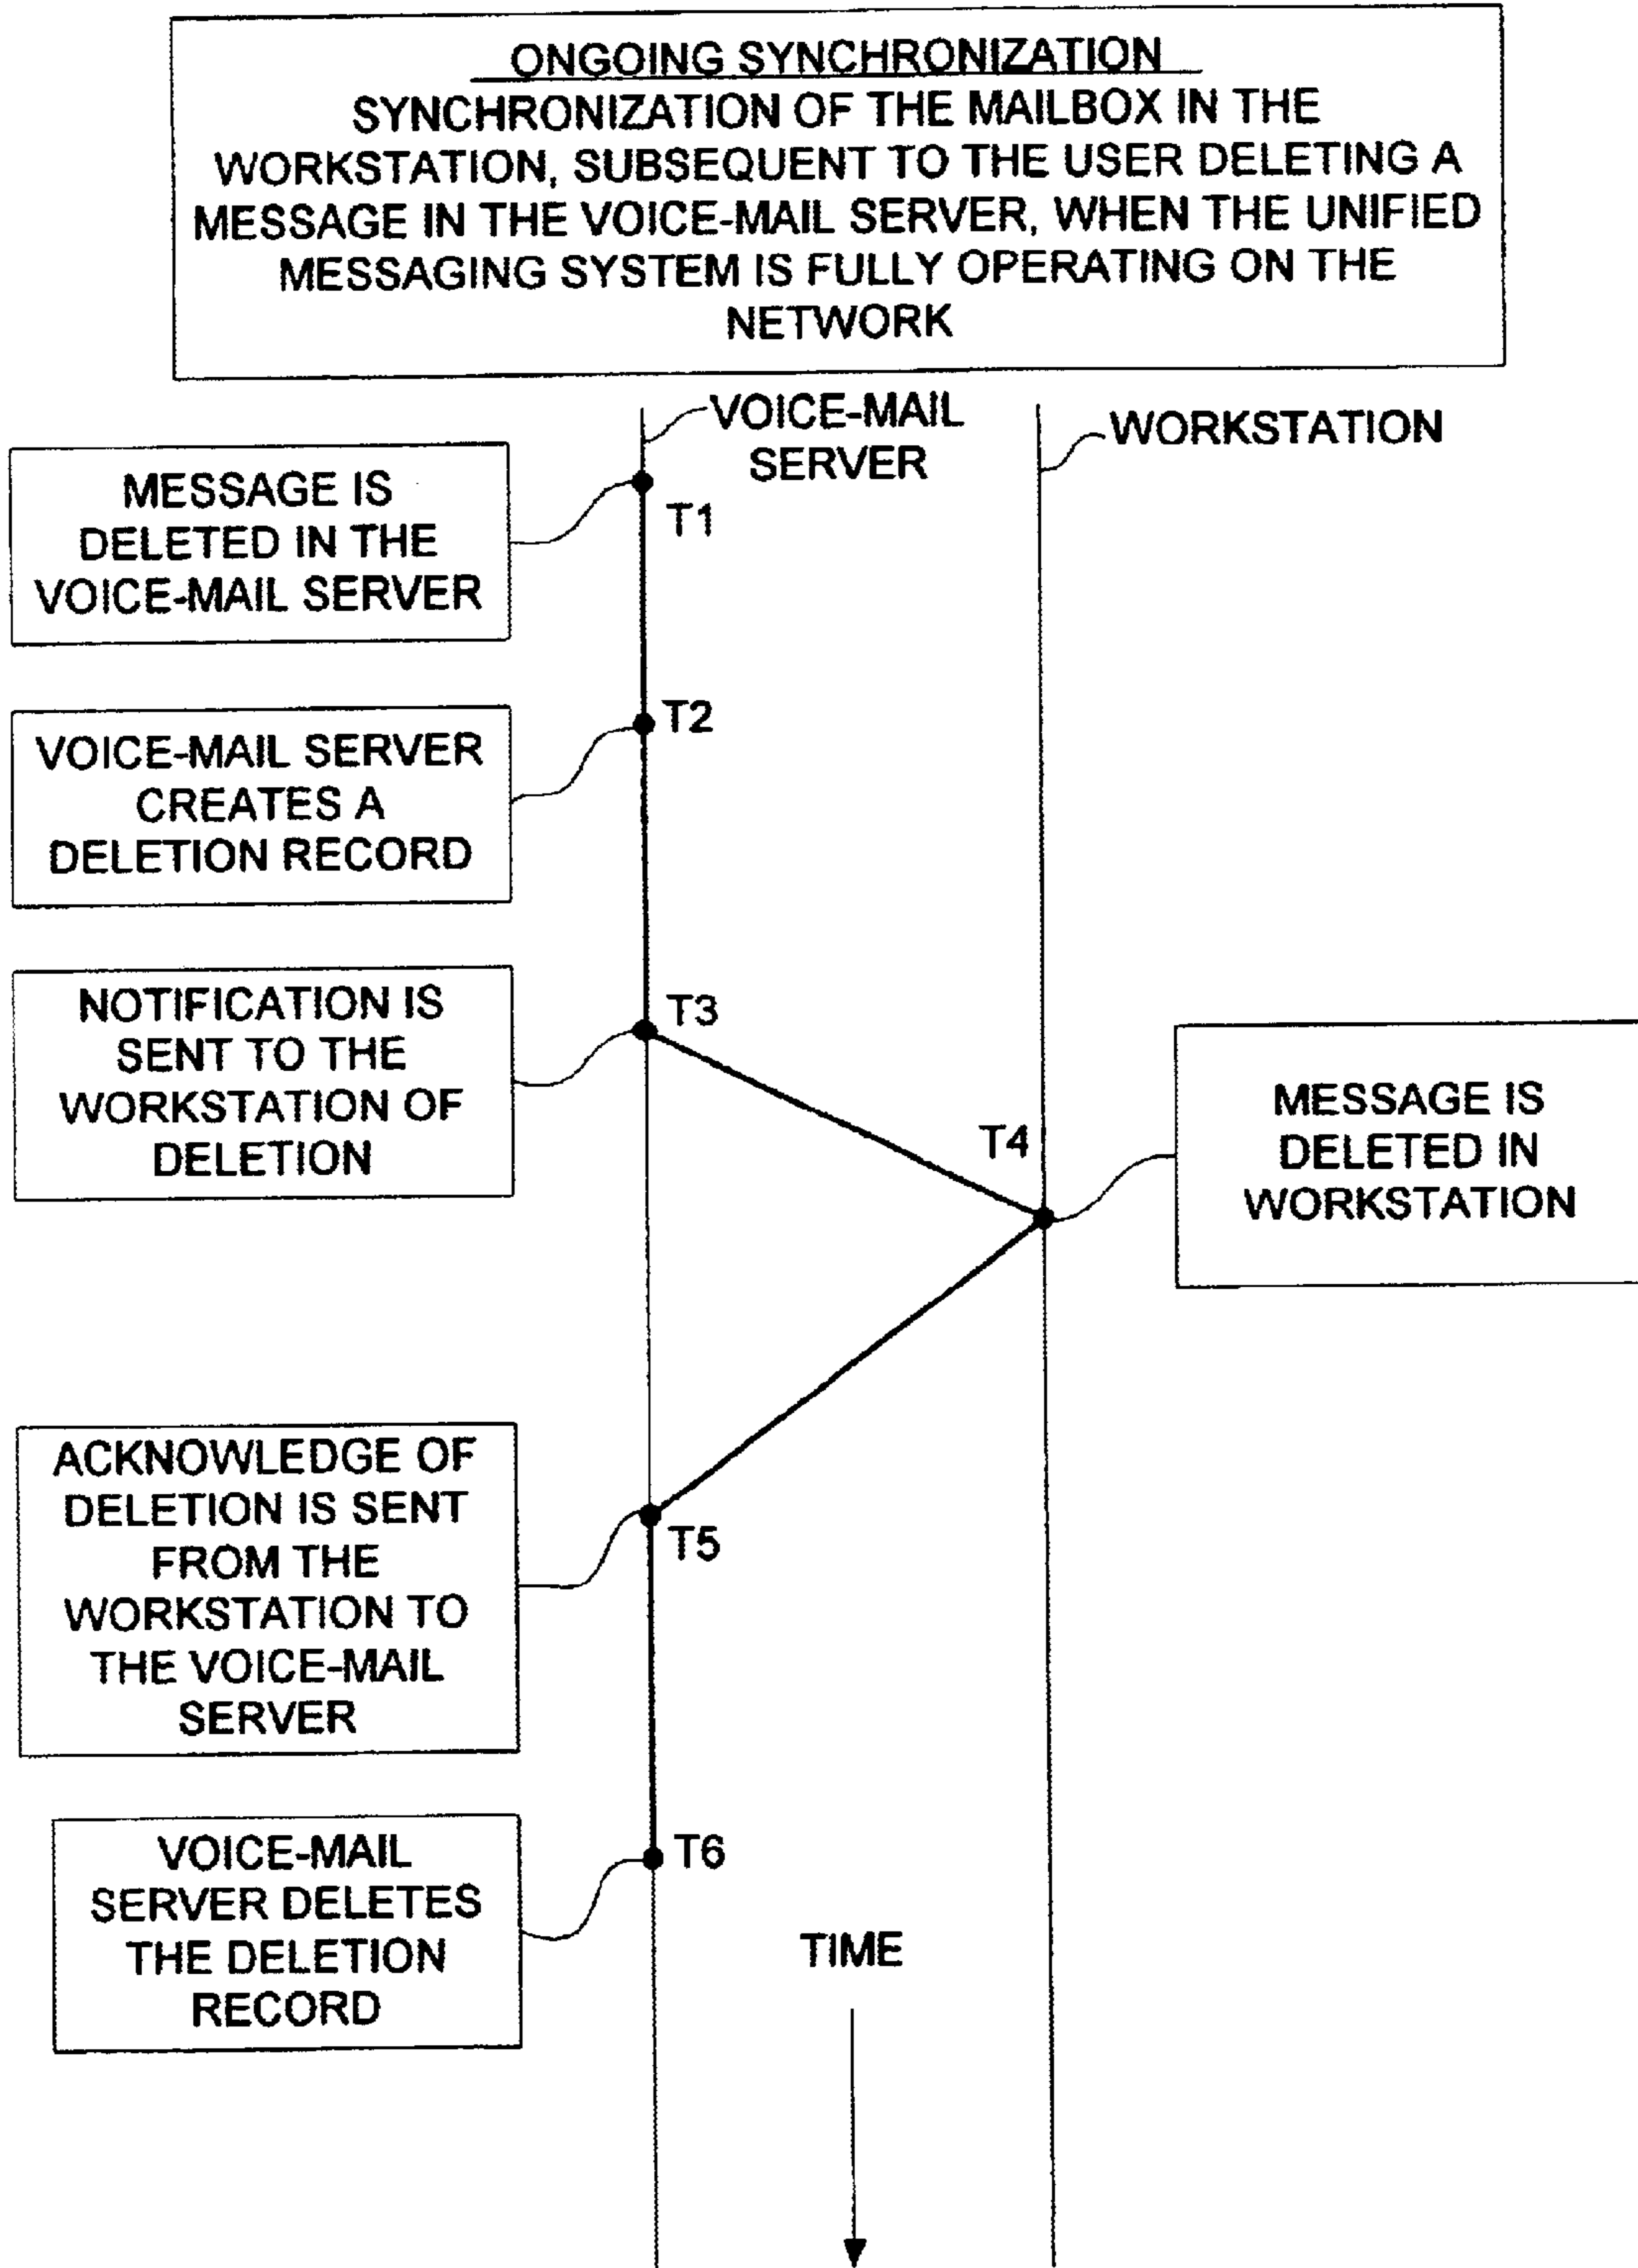 ONGOING SYNCHRONIZATION
SYNCHRONIZATION OF THE MAILBOX IN THE
WORKSTATION, SUBSEQUENT TO THE USER DELETING A
MESSAGE IN THE VOICE-MAIL SERVER, WHEN THE UNIFIED
MESSAGING SYSTEM IS FULLY OPERATING ON THE
NETWORK
VOICE-MAIL
SERVER
WORKSTATION
MESSAGE IS
DELETED IN THE
VOICE-MAIL SERVER
T1
VOICE-MAIL SERVER
CREATES A
DELETION RECORD
T2
NOTIFICATION IS
SENT TO THE
WORKSTATION OF
DELETION
T3
T4
MESSAGE IS
DELETED IN
WORKSTATION
ACKNOWLEDGE OF
DELETION IS SENT
FROM THE
WORKSTATION TO
THE VOICE-MAIL
SERVER
T5
VOICE-MAIL
SERVER DELETES
THE DELETION
RECORD
T6
TIME